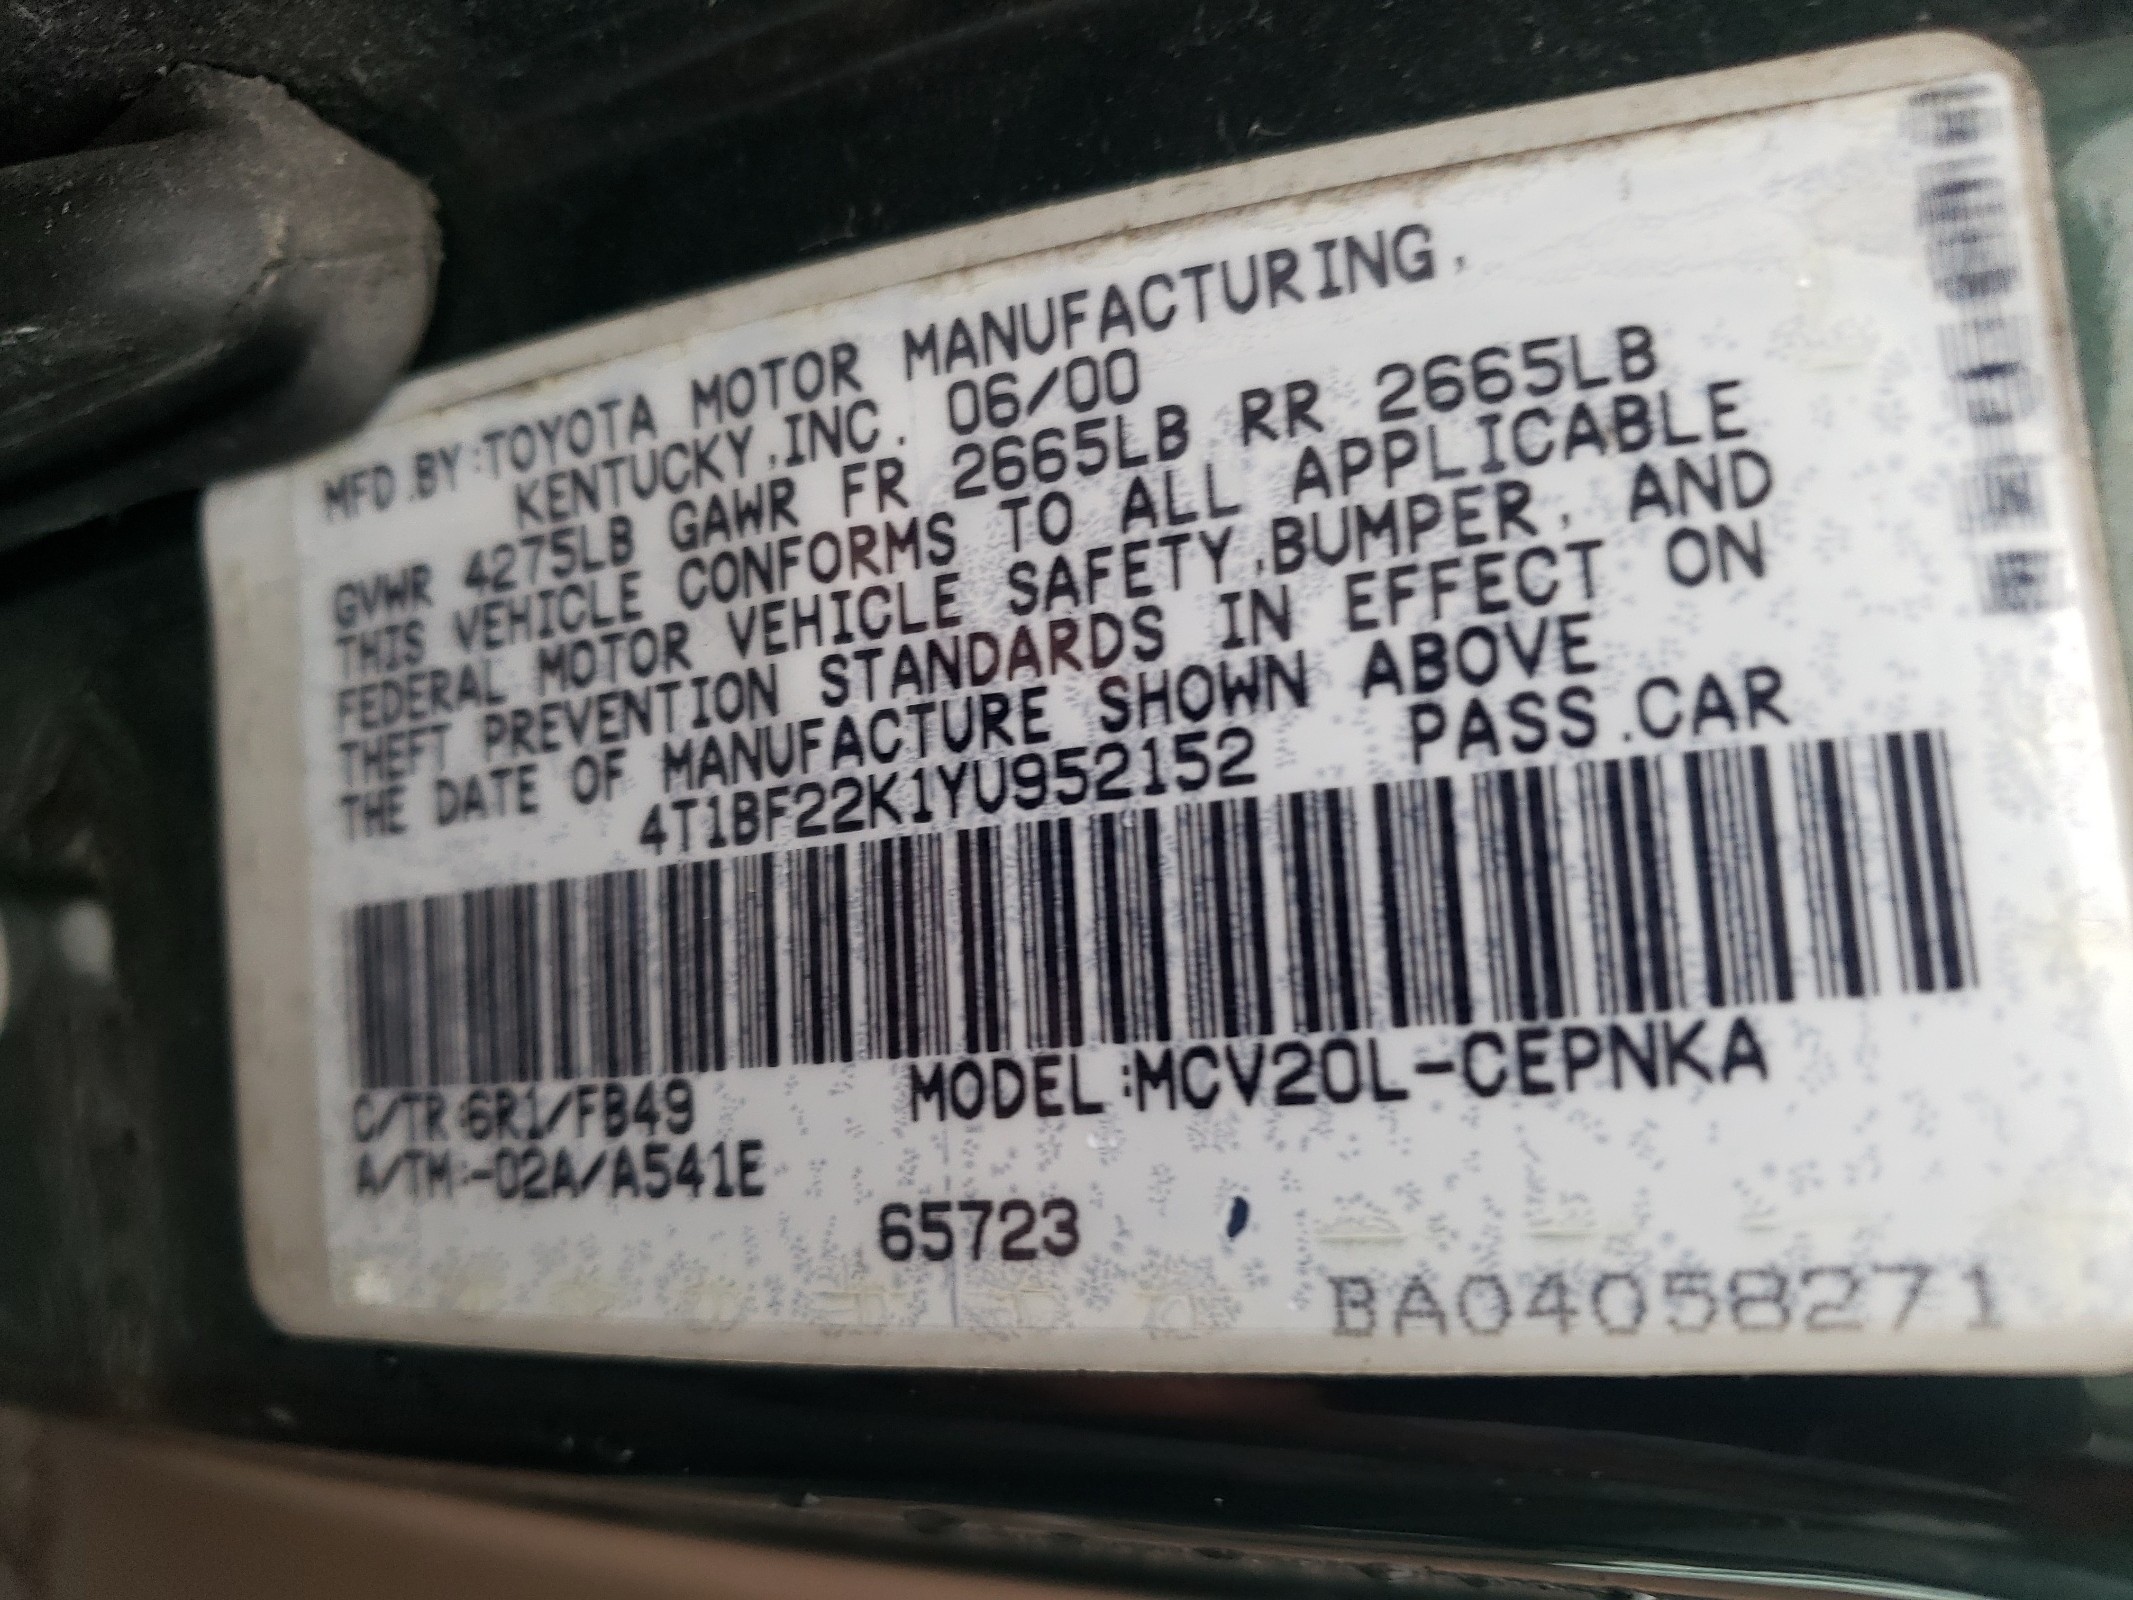 MFD.BY:TOYOTA MOTOR MANUFACTURING,
KENTUCKY,INC. 06/00
GVWR 4275LB GAWR FR 2665LB RR 2665LB
THIS VEHICLE CONFORMS TO ALL APPLICABLE
FEDERAL MOTOR VEHICLE SAFETY,BUMPER, AND
THEFT PREVENTION STANDARDS IN EFFECT ON
THE DATE OF MANUFACTURE SHOWN ABOVE
4T1BF22K1YU952152 PASS.CAR
C/TR:6R1/FB49 MODEL:MCV20L-CEPNKA
A/TM:-02A/A541E
65723
BA04058271